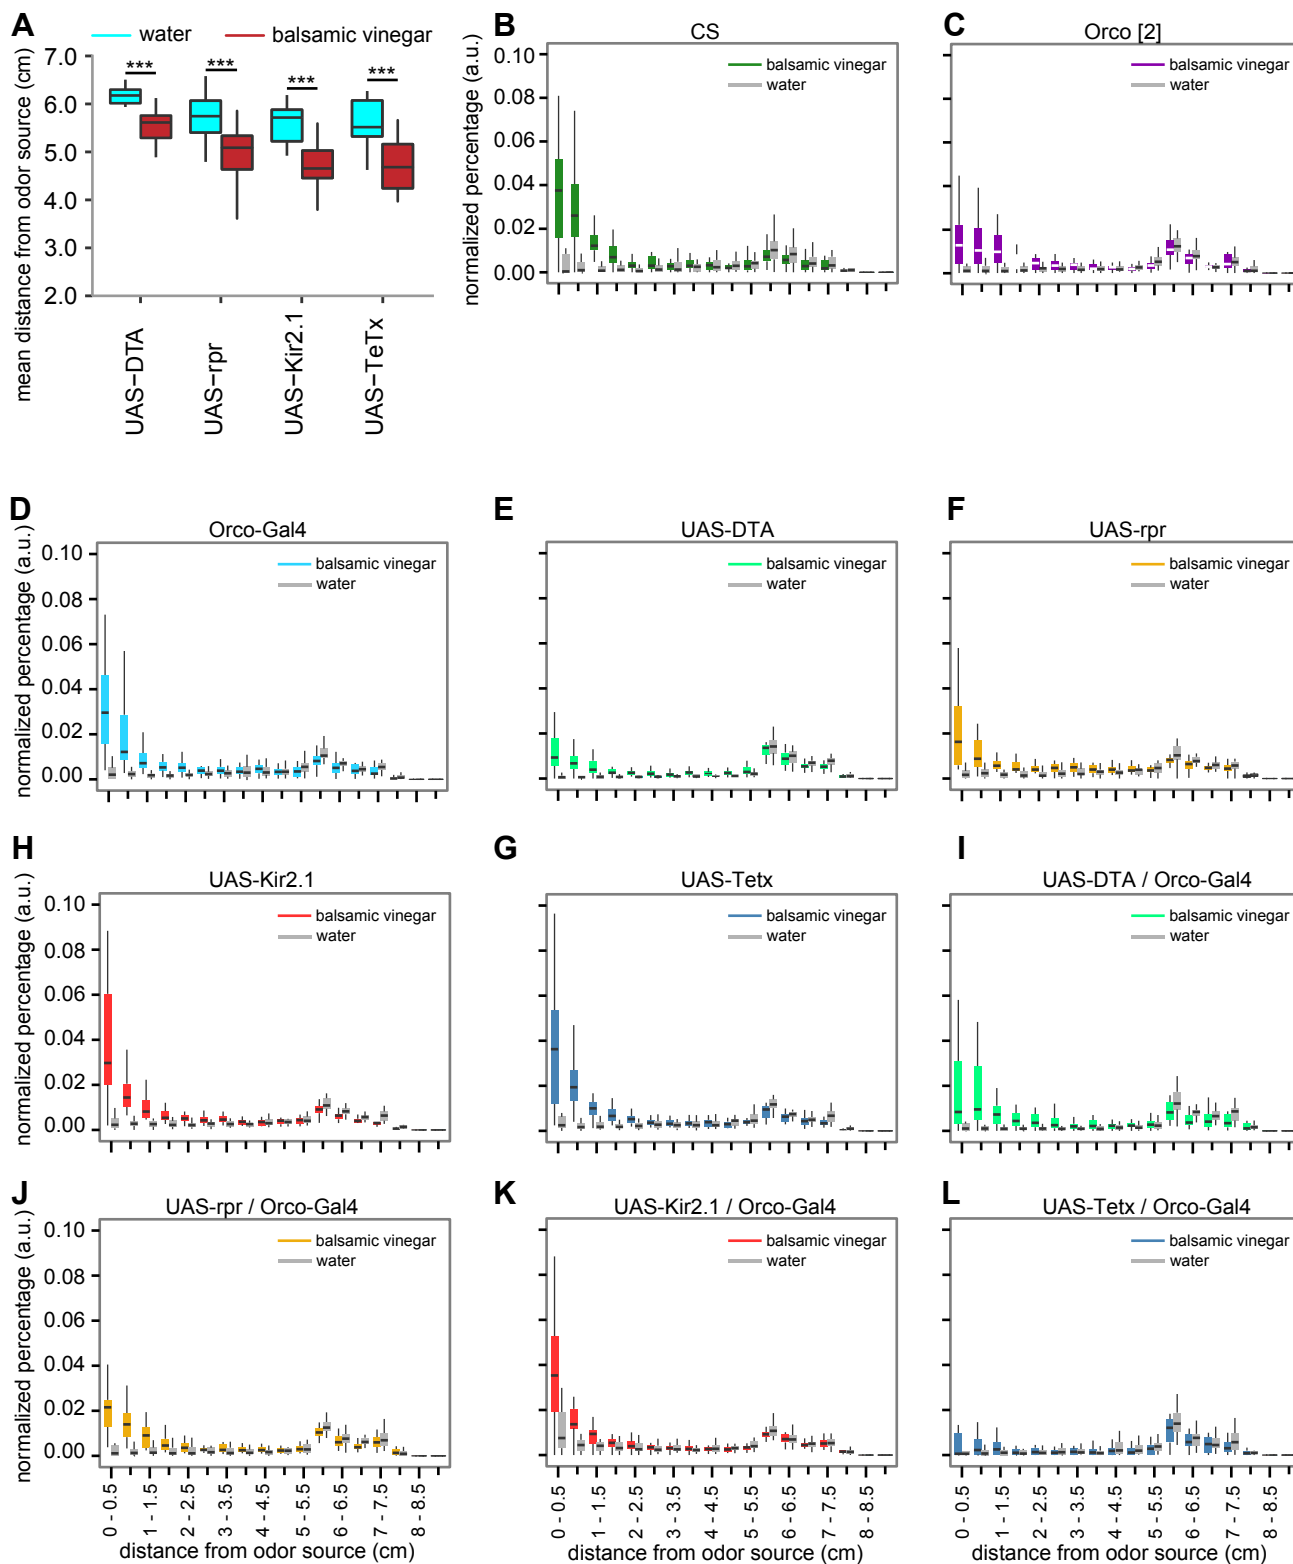 A
water
balsamic vinegar
mean distance from odor source (cm)
7.0
6.0
5.0
4.0
3.0
2.0
***
***
***
***
UAS−DTA
UAS−rpr
UAS−Kir2.1
UAS−TeTx
B
CS
normalized percentage (a.u.)
0.10
0.08
0.06
0.04
0.02
0.00
balsamic vinegar
water
C
Orco [2]
balsamic vinegar
water
D
Orco-Gal4
normalized percentage (a.u.)
0.10
0.08
0.06
0.04
0.02
0.00
balsamic vinegar
water
E
UAS-DTA
balsamic vinegar
water
F
UAS-rpr
balsamic vinegar
water
H
UAS-Kir2.1
normalized percentage (a.u.)
0.10
0.08
0.06
0.04
0.02
0.00
balsamic vinegar
water
G
UAS-Tetx
balsamic vinegar
water
I
UAS-DTA / Orco-Gal4
balsamic vinegar
water
J
UAS-rpr / Orco-Gal4
normalized percentage (a.u.)
0.10
0.08
0.06
0.04
0.02
0.00
balsamic vinegar
water
0 - 0.5
1 - 1.5
2 - 2.5
3 - 3.5
4 - 4.5
5 - 5.5
6 - 6.5
7 - 7.5
8 - 8.5
distance from odor source (cm)
K
UAS-Kir2.1 / Orco-Gal4
balsamic vinegar
water
0 - 0.5
1 - 1.5
2 - 2.5
3 - 3.5
4 - 4.5
5 - 5.5
6 - 6.5
7 - 7.5
8 - 8.5
distance from odor source (cm)
L
UAS-Tetx / Orco-Gal4
balsamic vinegar
water
0 - 0.5
1 - 1.5
2 - 2.5
3 - 3.5
4 - 4.5
5 - 5.5
6 - 6.5
7 - 7.5
8 - 8.5
distance from odor source (cm)